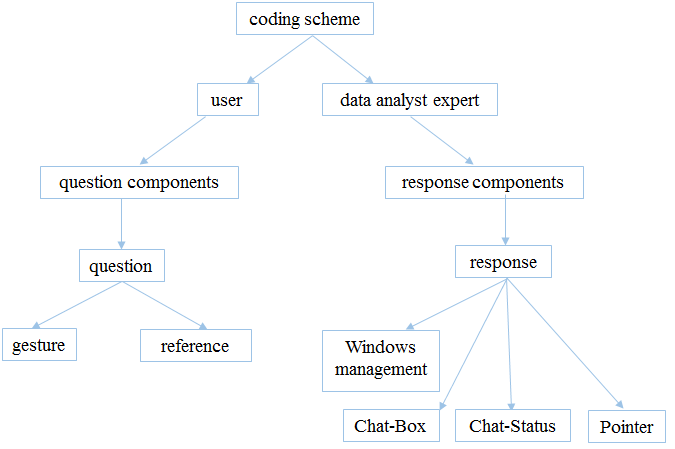 coding scheme
user
data analyst expert
question components
response components
question
response
gesture
reference
Windows
management
Chat-Box
Chat-Status
Pointer